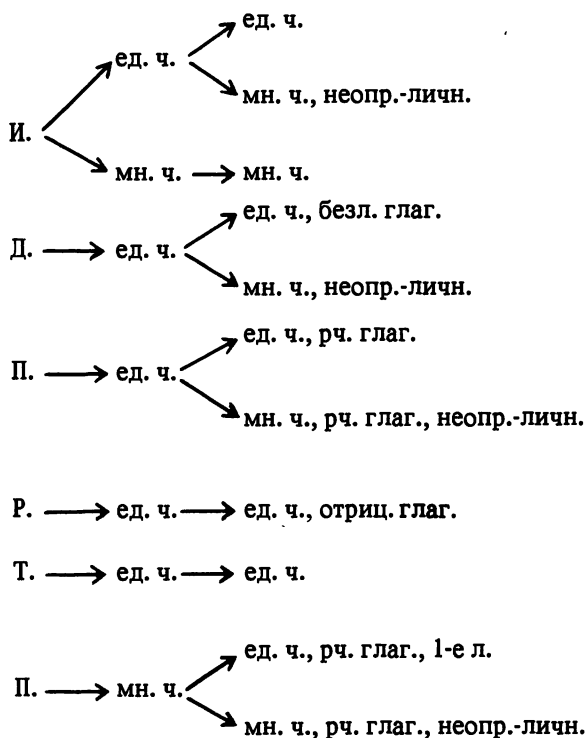 ед. ч.
ед. ч.
мн. ч., неопр.-личн.
И.
мн. ч. мн. ч.
ед. ч., безл. глаг.
Д. ед. ч.
мн. ч., неопр.-личн.
ед. ч., рч. глаг.
П. ед. ч.
мн. ч., рч. глаг., неопр.-личн.
Р. ед. ч. ед. ч., отриц. глаг.
Т. ед. ч. ед. ч.
ед. ч., рч. глаг., 1-е л.
П. мн. ч.
мн. ч., рч. глаг., неопр.-личн.